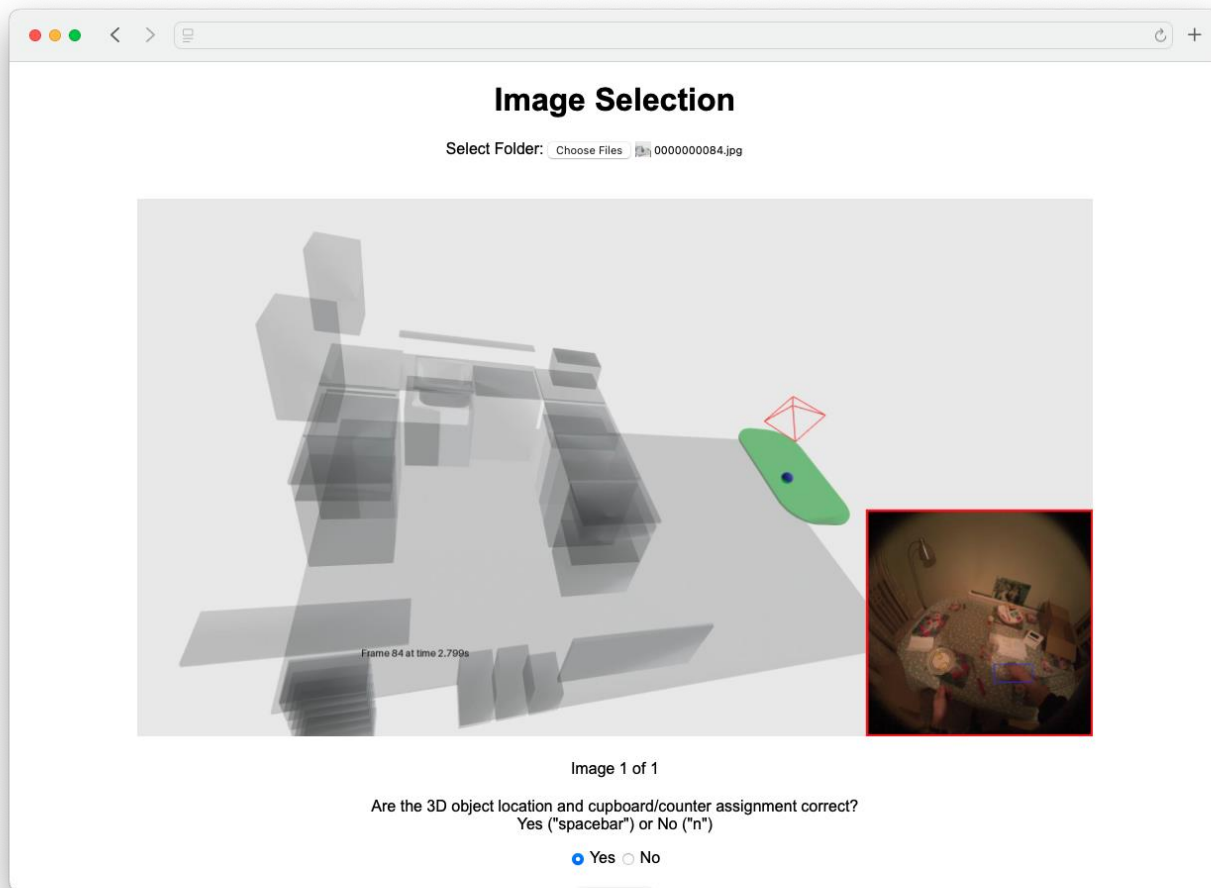 Image Selection
Select Folder: Choose Files 0000000084.jpg
Frame 84 at time 2.799s
Image 1 of 1
Are the 3D object location and cupboard/counter assignment correct?
Yes ("spacebar") or No ("n")
Yes No